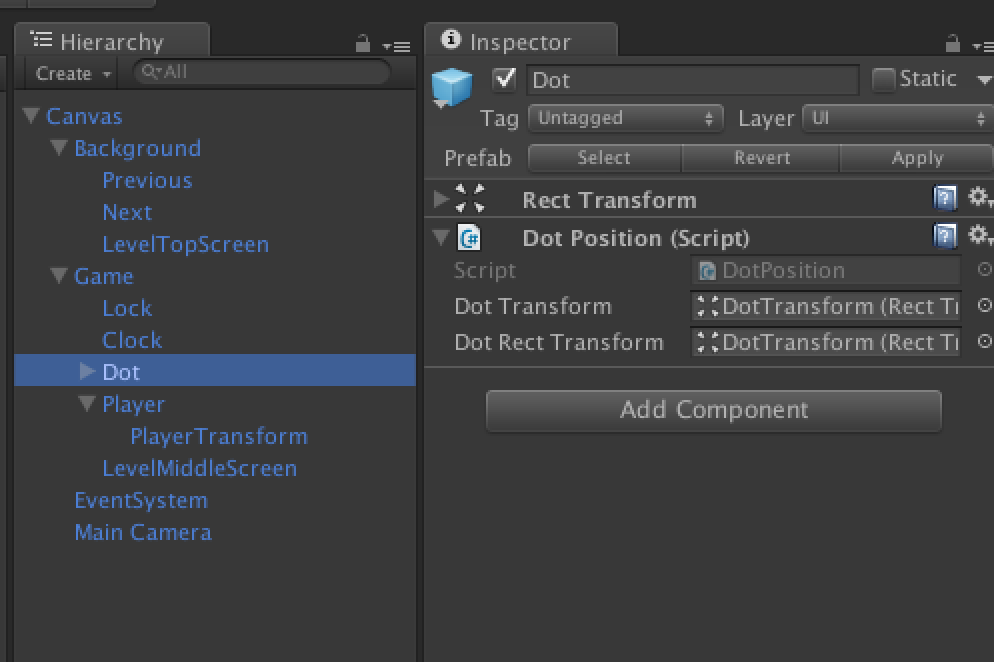 Hierarchy
Create All
Canvas
Background
Previous
Next
LevelTopScreen
Game
Lock
Clock
Dot
Player
PlayerTransform
LevelMiddleScreen
EventSystem
Main Camera
Inspector
Dot Static
Tag Untagged Layer UI
Prefab Select Revert Apply
Rect Transform
Dot Position (Script)
Script DotPosition
Dot Transform DotTransform (Rect Tr
Dot Rect Transform DotTransform (Rect Tr
Add Component